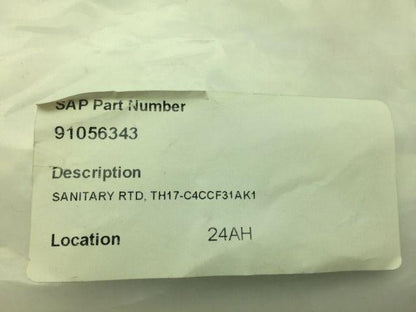 SAP Part Number
91056343
Description
SANITARY RTD, TH17-C4CCF31AK1
Location 24AH